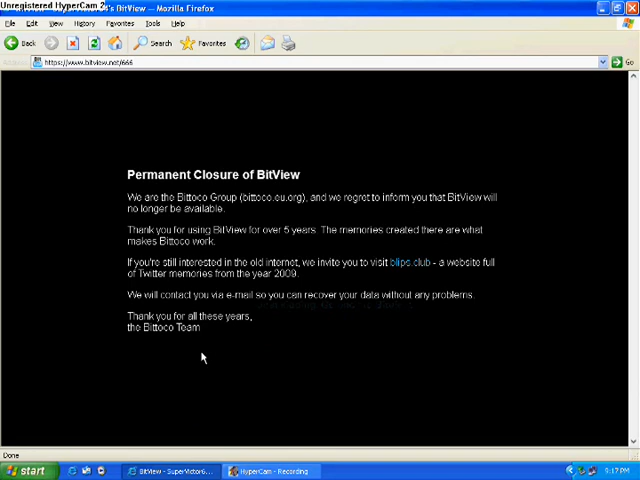 Unregistered HyperCam 2
's BitView - Mozilla Firefox
File Edit View History Favorites Tools Help
Back Search Favorites
https://www.bitview.net/666
Go
Permanent Closure of BitView
We are the Bittoco Group (bittoco.eu.org), and we regret to inform you that BitView will
no longer be available.
Thank you for using BitView for over 5 years. The memories created there are what
makes Bittoco work.
If you're still interested in the old internet, we invite you to visit blips.club - a website full
of Twitter memories from the year 2009.
We will contact you via e-mail so you can recover your data without any problems.
Thank you for all these years,
the Bittoco Team
Done
start BitView - SuperVictor6... HyperCam - Recording 9:17 PM